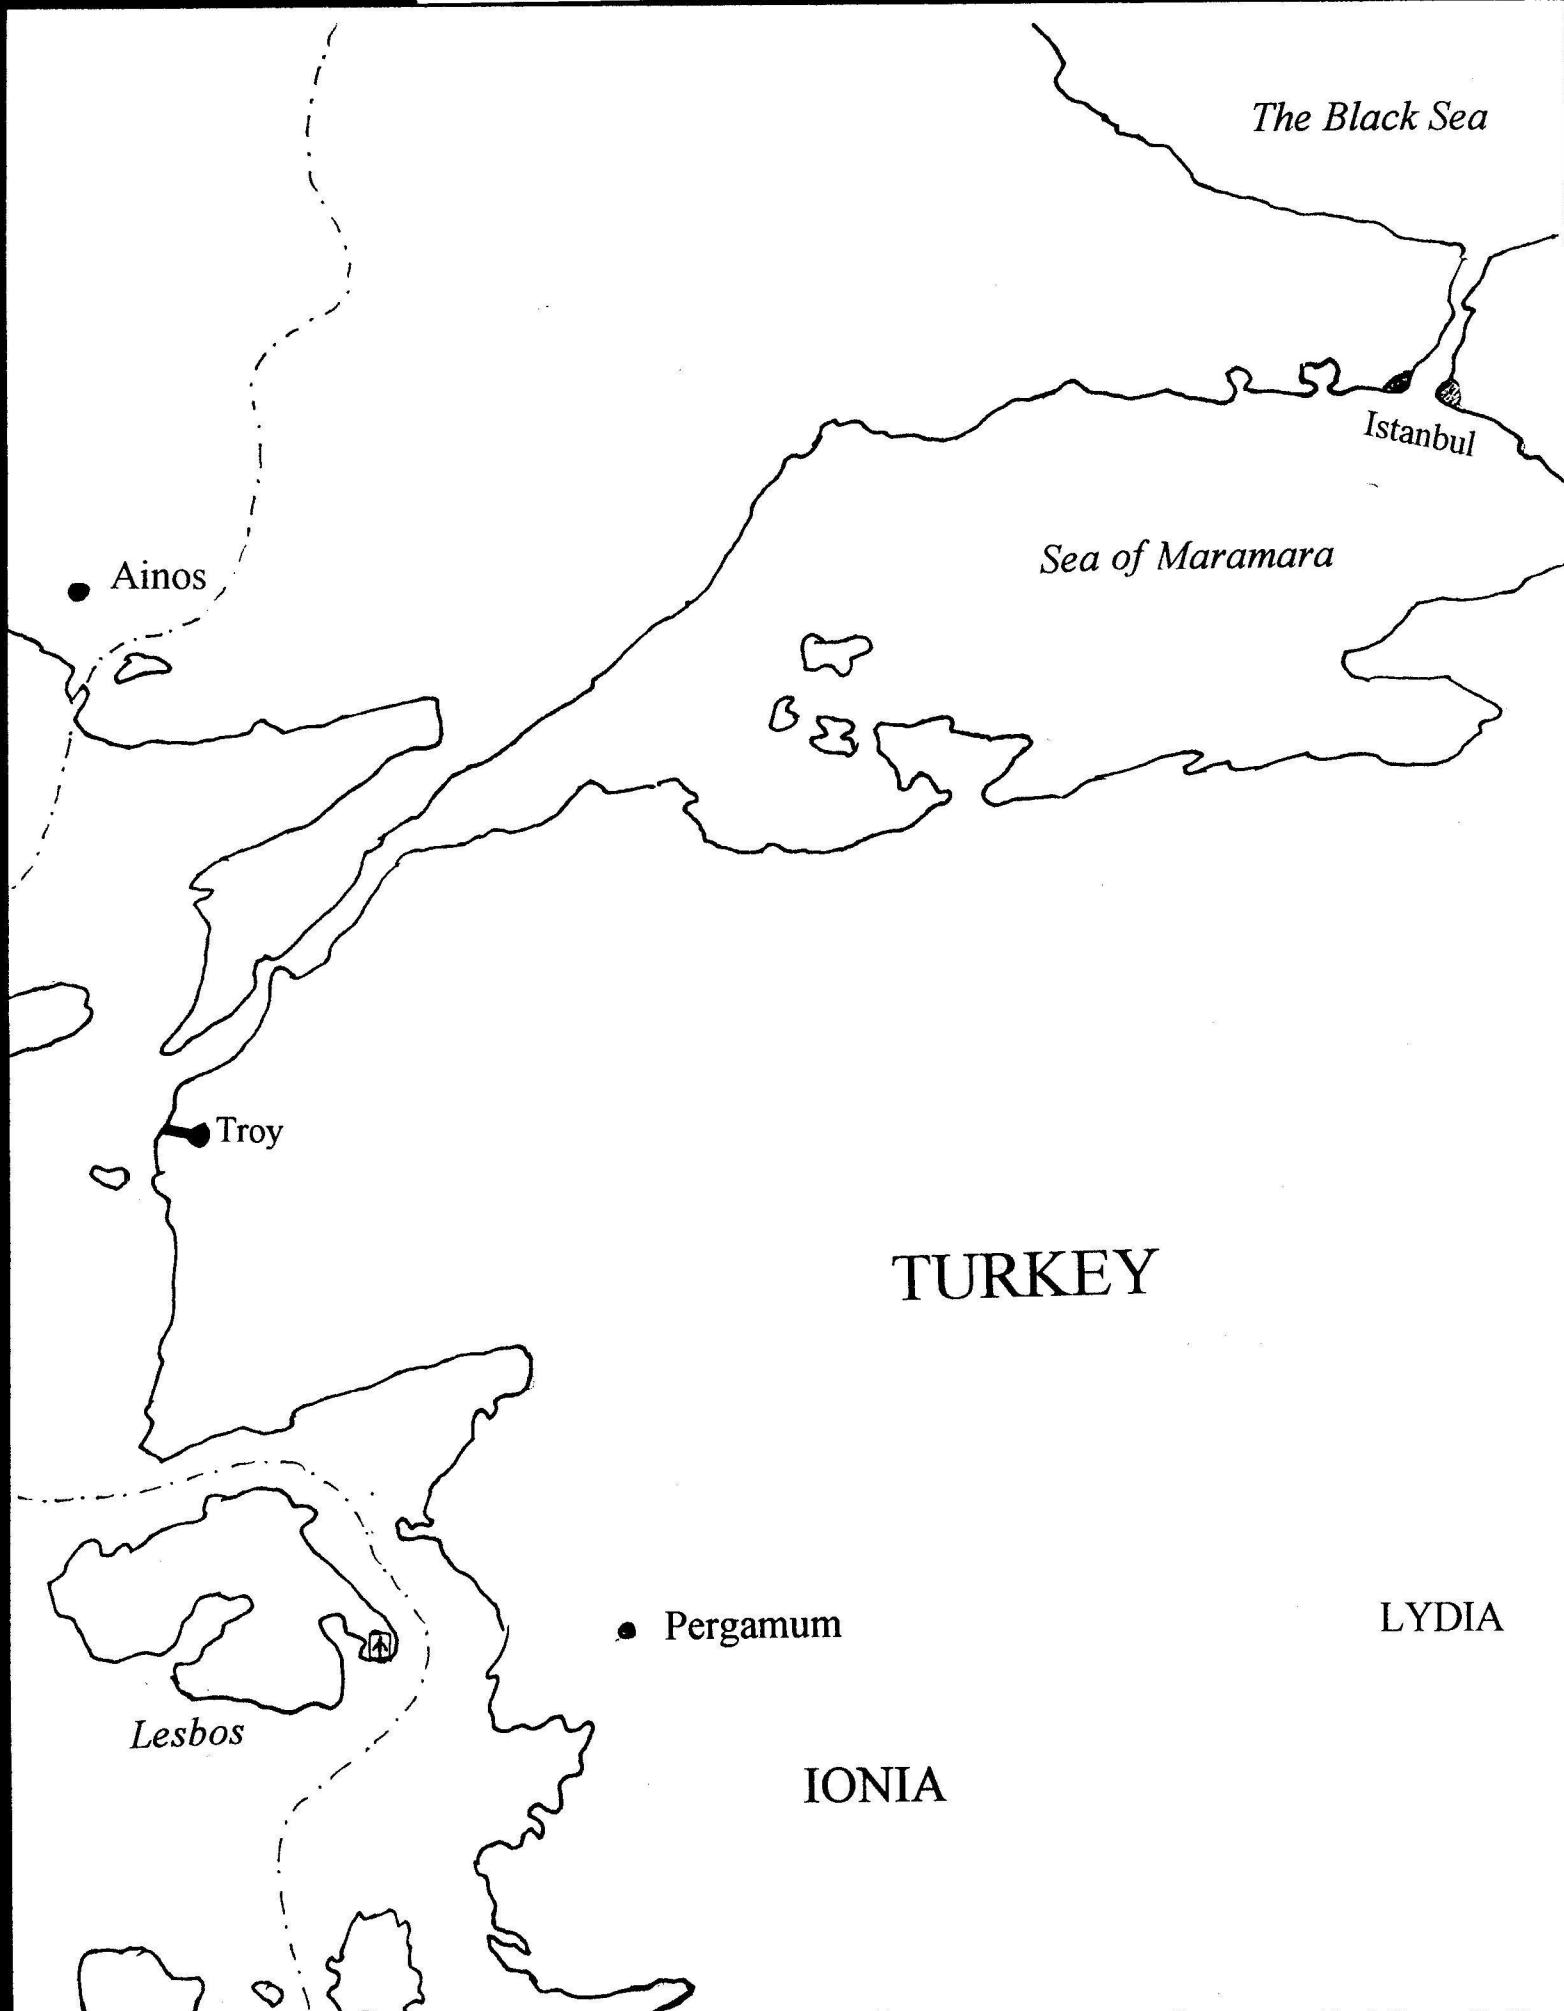 The Black Sea
Istanbul
Sea of Maramara
Ainos
Troy
TURKEY
Pergamum
LYDIA
Lesbos
IONIA